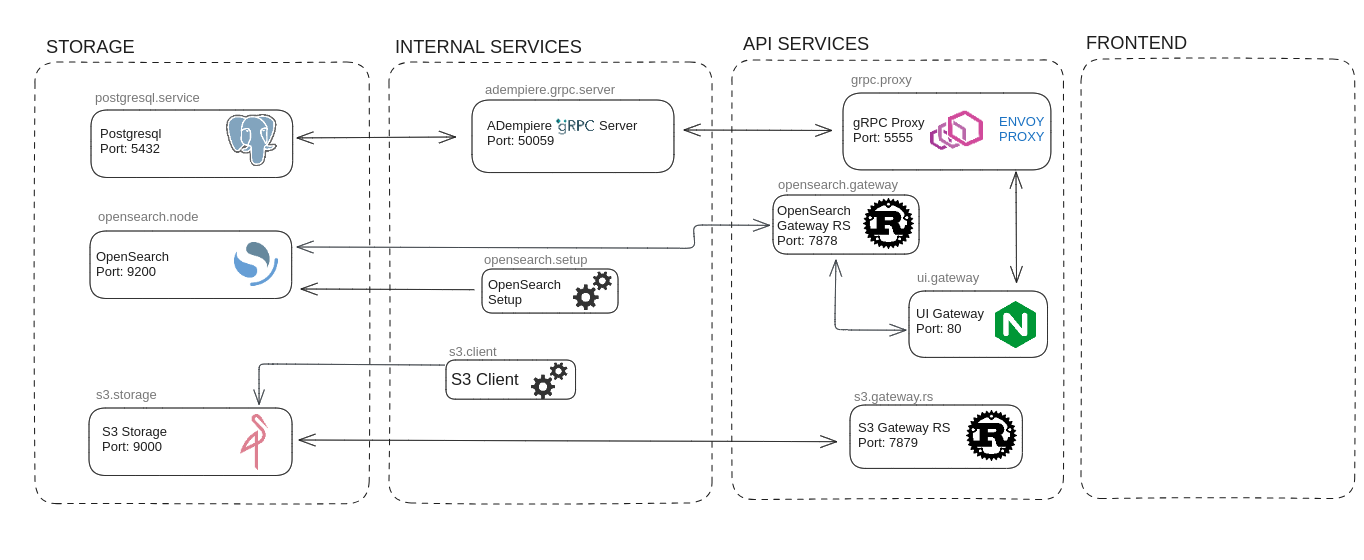 STORAGE
postgresql.service
Postgresql
Port: 5432
opensearch.node
OpenSearch
Port: 9200
s3.storage
S3 Storage
Port: 9000
INTERNAL SERVICES
adempiere.grpc.server
ADempiere gRPC Server
Port: 50059
opensearch.setup
OpenSearch
Setup
s3.client
S3 Client
API SERVICES
grpc.proxy
gRPC Proxy
Port: 5555
ENVOY
PROXY
opensearch.gateway
OpenSearch
Gateway RS
Port: 7878
R
ui.gateway
UI Gateway
Port: 80
N
s3.gateway.rs
S3 Gateway RS
Port: 7879
R
FRONTEND